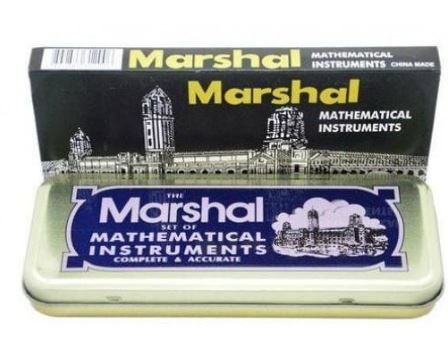 Marshal MATHEMATICAL
INSTRUMENTS CHINA MADE
Marshal
MATHEMATICAL
INSTRUMENTS
THE
Marshal
SET OF
MATHEMATICAL
INSTRUMENTS
COMPLETE & ACCURATE